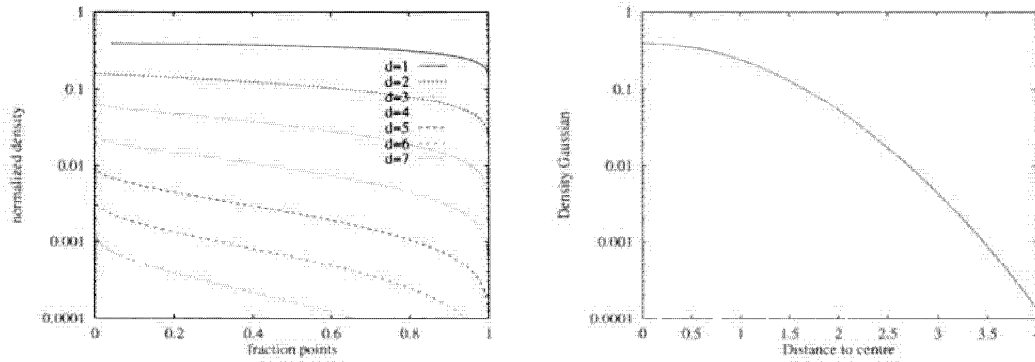 normalized density
1
0.1
0.01
0.001
0.0001
d=1
d=2
d=3
d=4
d=5
d=6
d=7
0 0.2 0.4 0.6 0.8 1
fraction points
Density Gaussian
1
0.1
0.01
0.001
0.0001
0 0.5 1 1.5 2 2.5 3 3.5 4
Distance to centre